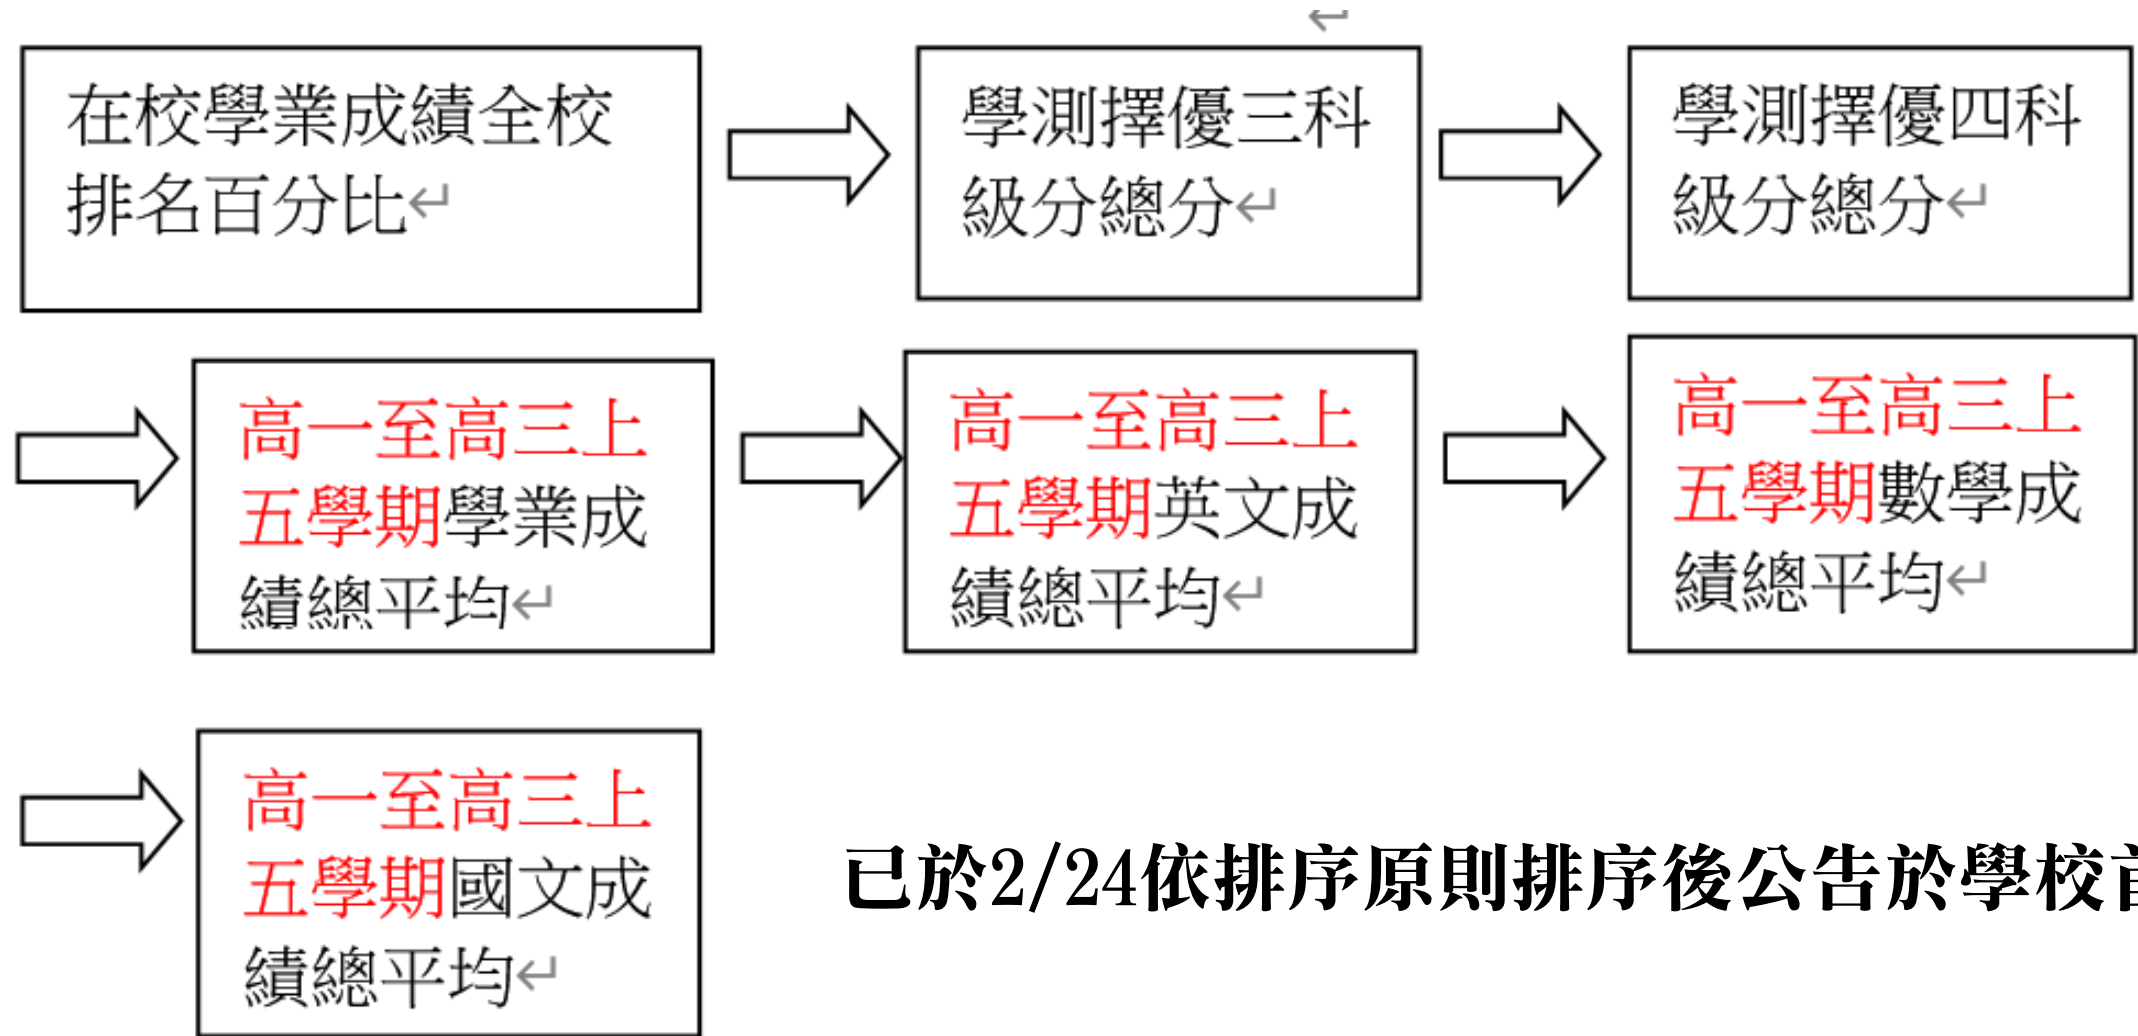 在校學業成績全校
排名百分比↵
學測擇優三科
級分總分↵
學測擇優四科
級分總分↵
高一至高三上
五學期學業成
績總平均↵
高一至高三上
五學期英文成
績總平均↵
高一至高三上
五學期數學成
績總平均↵
高一至高三上
五學期國文成
績總平均↵
已於2/24依排序原則排序後公告於學校